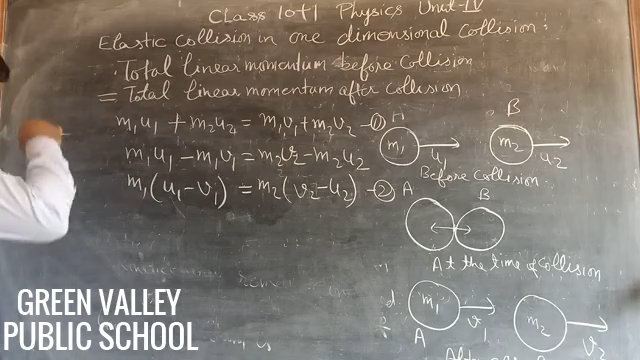 Class 10+1 Physics Unit-IV
Elastic collision in one dimensional collision :
Total linear momentum before collision
= Total linear momentum after collision
m₁u₁ + m₂u₂ = m₁v₁ + m₂v₂ - ①
m₁u₁ - m₁v₁ = m₂v₂ - m₂u₂
m₁(u₁ - v₁) = m₂(v₂ - u₂) - ②
A
B
m₁
u₁
m₂
u₂
Before collision
A
B
At the time of collision
m₁
v₁
A
m₂
v₂
GREEN VALLEY
PUBLIC SCHOOL